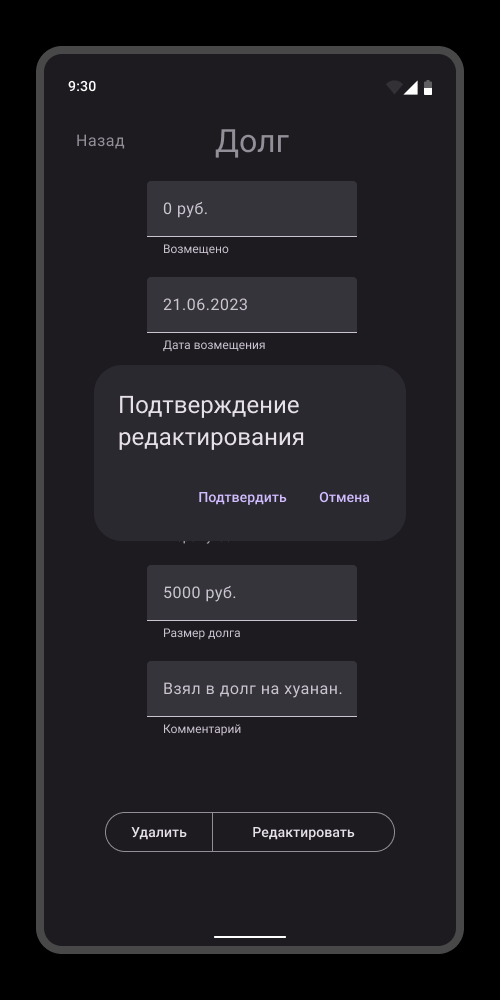 9:30
Назад
Долг
0 руб.
Возмещено
21.06.2023
Дата возмещения
Подтверждение
редактирования
Подтвердить
Отмена
5000 руб.
Размер долга
Взял в долг на хуанан.
Комментарий
Удалить
Редактировать